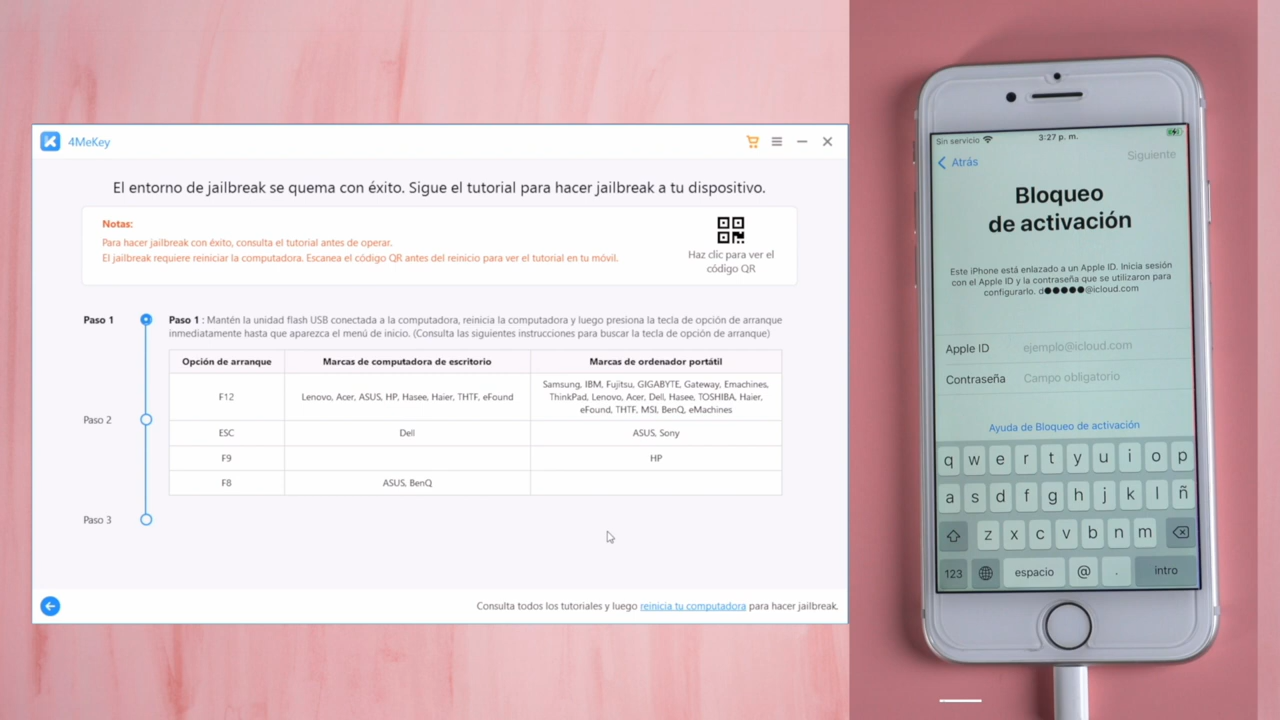 4MeKey
El entorno de jailbreak se quema con éxito. Sigue el tutorial para hacer jailbreak a tu dispositivo.
Notas:
Para hacer jailbreak con éxito, consulta el tutorial antes de operar.
El jailbreak requiere reiniciar la computadora. Escanea el código QR antes del reinicio para ver el tutorial en tu móvil.
Haz clic para ver el
código QR
Paso 1
Paso 1 : Mantén la unidad flash USB conectada a la computadora, reinicia la computadora y luego presiona la tecla de opción de arranque
inmediatamente hasta que aparezca el menú de inicio. (Consulta las siguientes instrucciones para buscar la tecla de opción de arranque)
Opción de arranque Marcas de computadora de escritorio Marcas de ordenador portátil
F12 Lenovo, Acer, ASUS, HP, Hasee, Haier, THTF, eFound
Samsung, IBM, Fujitsu, GIGABYTE, Gateway, Emachines,
ThinkPad, Lenovo, Acer, Dell, Hasee, TOSHIBA, Haier,
eFound, THTF, MSI, BenQ, eMachines
Paso 2
ESC Dell ASUS, Sony
F9 HP
F8 ASUS, BenQ
Paso 3
Consulta todos los tutoriales y luego reinicia tu computadora para hacer jailbreak.
Sin servicio 3:27 p. m.
Atrás Siguiente
Bloqueo
de activación
Este iPhone está enlazado a un Apple ID. Inicia sesión
con el Apple ID y la contraseña que se utilizaron para
configurarlo. d●●●●●@icloud.com
Apple ID ejemplo@icloud.com
Contraseña Campo obligatorio
Ayuda de Bloqueo de activación
q w e r t y u i o p
a s d f g h j k l ñ
z x c v b n m
123 espacio @ . intro